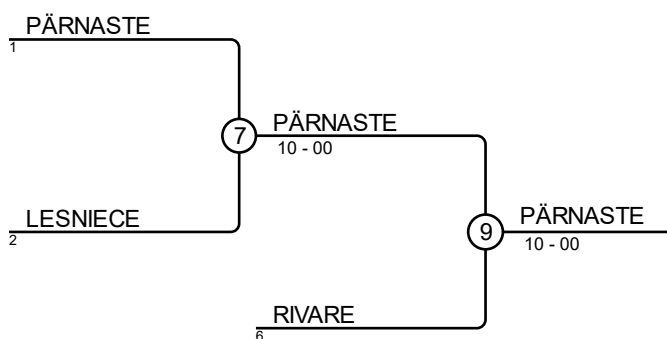 PÄRNASTE
1
7
PÄRNASTE
10 - 00
LESNIECE
2
9
PÄRNASTE
10 - 00
RIVARE
6